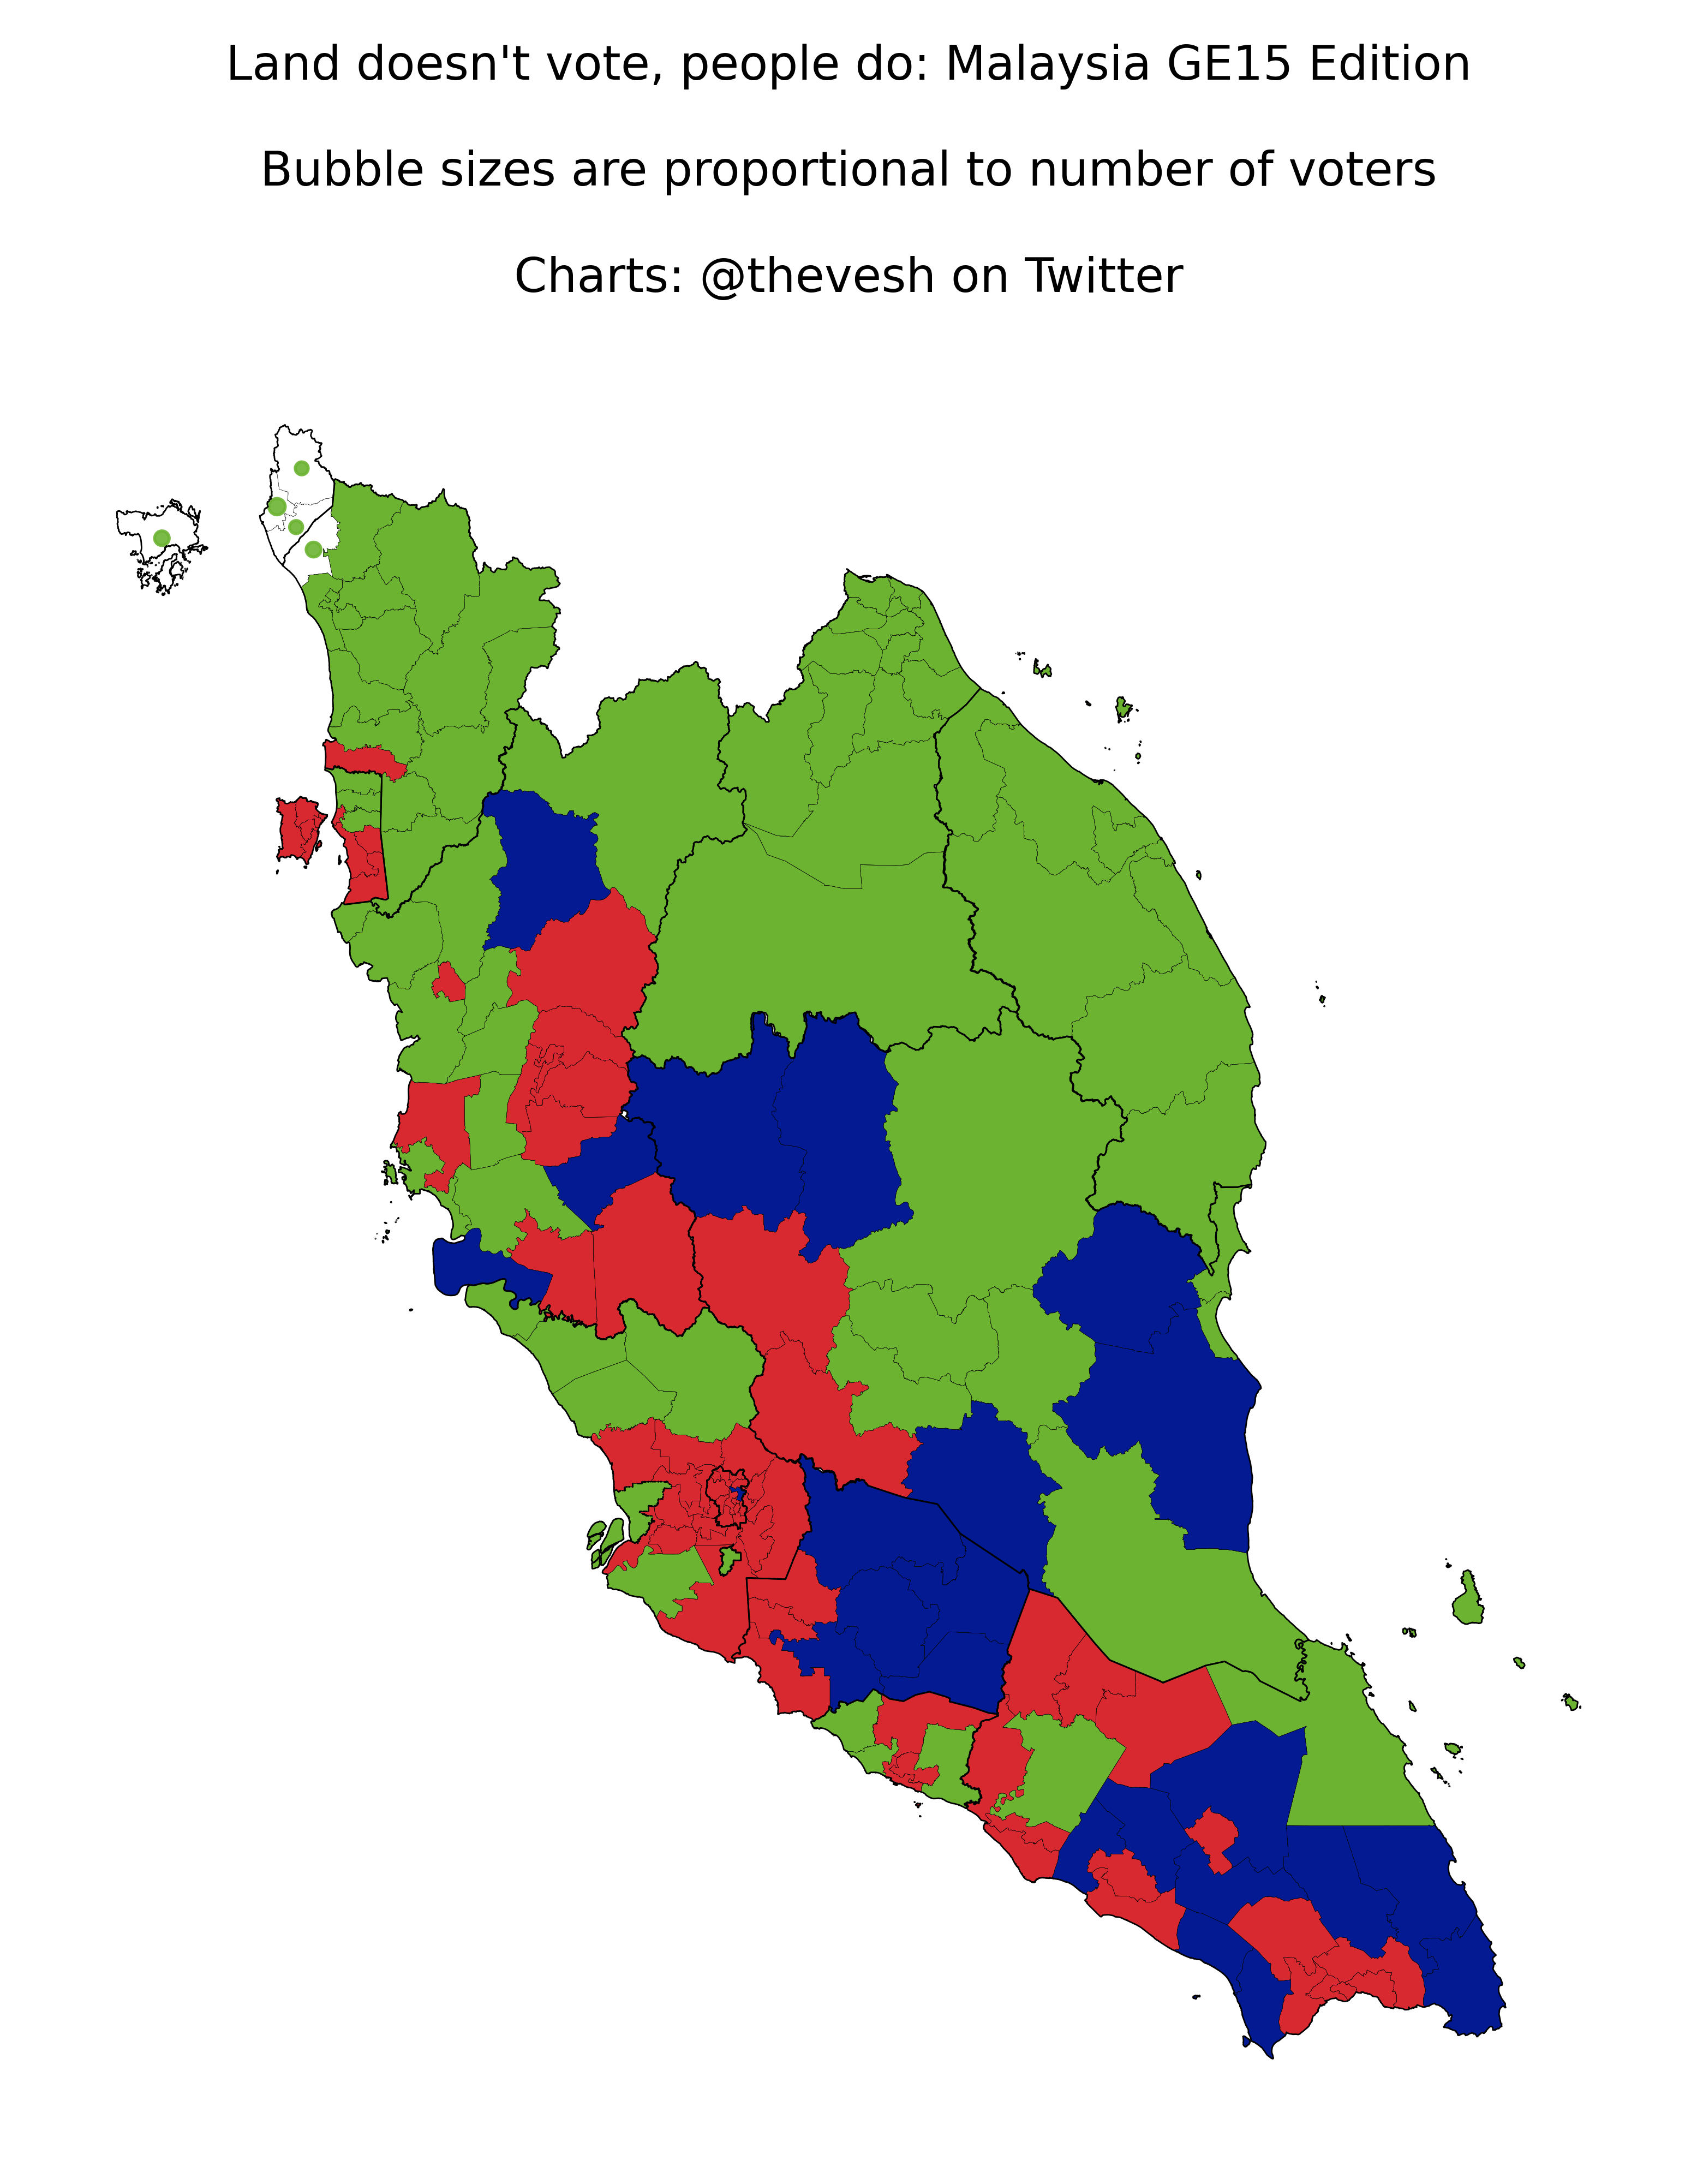 Land doesn't vote, people do: Malaysia GE15 Edition
Bubble sizes are proportional to number of voters
Charts: @thevesh on Twitter